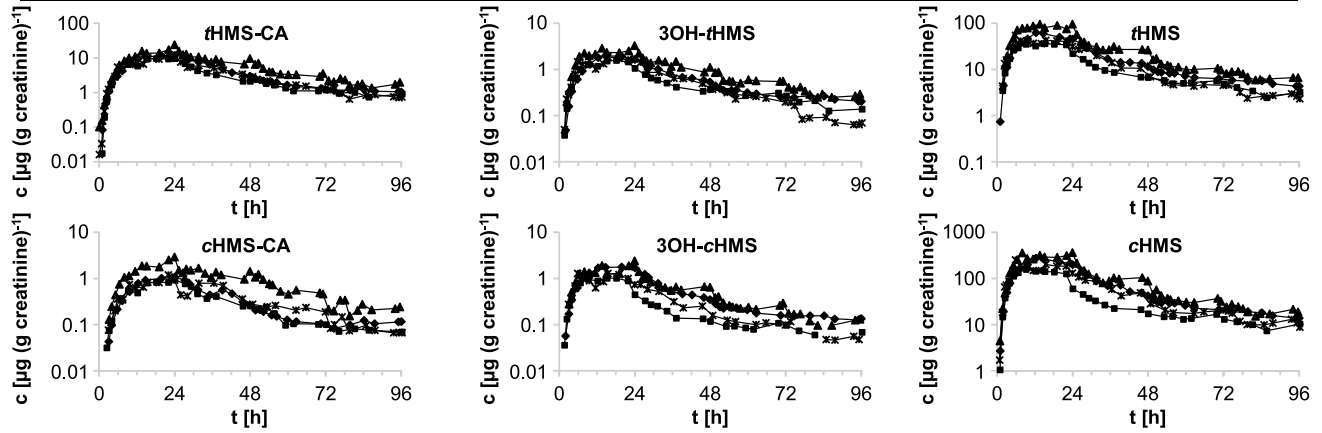 tHMS-CA
c [µg (g creatinine)-1]
100
10
1
0.1
0.01
0 24 48 72 96
t [h]
3OH-tHMS
c [µg (g creatinine)-1]
10
1
0.1
0.01
0 24 48 72 96
t [h]
tHMS
c [µg (g creatinine)-1]
100.0
10.0
1.0
0.1
0 24 48 72 96
t [h]
cHMS-CA
c [µg (g creatinine)-1]
10
1
0.1
0.01
0 24 48 72 96
t [h]
3OH-cHMS
c [µg (g creatinine)-1]
10
1
0.1
0.01
0 24 48 72 96
t [h]
cHMS
c [µg (g creatinine)-1]
1000
100
10
1
0 24 48 72 96
t [h]